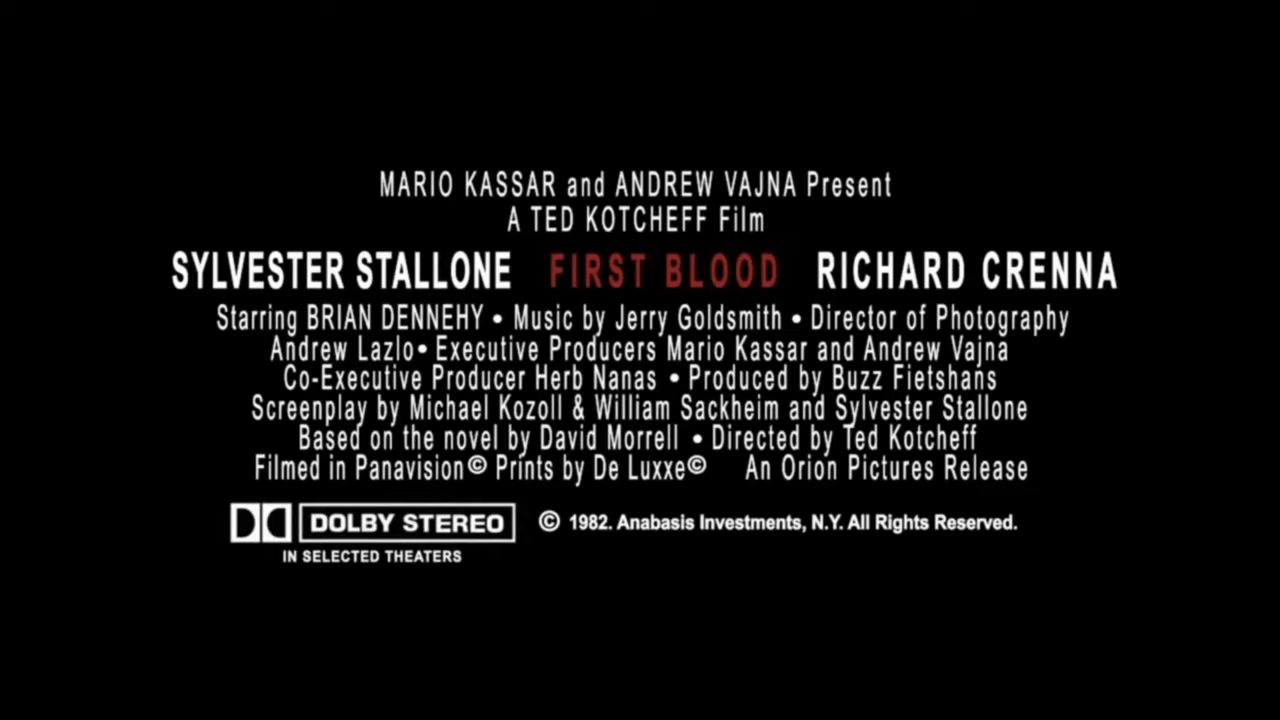 MARIO KASSAR and ANDREW VAJNA Present
A TED KOTCHEFF Film
SYLVESTER STALLONE FIRST BLOOD RICHARD CRENNA
Starring BRIAN DENNEHY • Music by Jerry Goldsmith • Director of Photography
Andrew Lazlo • Executive Producers Mario Kassar and Andrew Vajna
Co-Executive Producer Herb Nanas • Produced by Buzz Fietshans
Screenplay by Michael Kozoll & William Sackheim and Sylvester Stallone
Based on the novel by David Morrell • Directed by Ted Kotcheff
Filmed in Panavision© Prints by De Luxxe© An Orion Pictures Release
DOLBY STEREO © 1982. Anabasis Investments, N.Y. All Rights Reserved.
IN SELECTED THEATERS